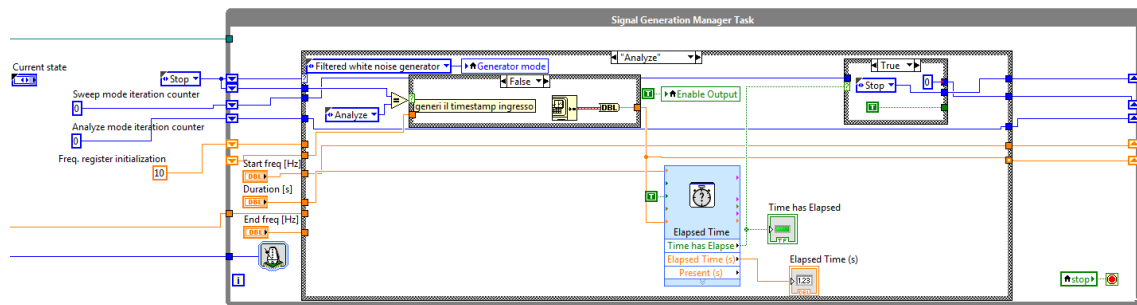 Signal Generation Manager Task
Current state
Stop
"Analyze"
Filtered white noise generator
Generator mode
True
False
Sweep mode iteration counter
0
generi il timestamp ingresso
DBL
T
Enable Output
Stop
0
=
Analyze
T
Analyze mode iteration counter
0
Freq. register initialization
10
Start freq [Hz]
DBL
Duration [s]
DBL
T
?
Time has Elapsed
TF
End freq [Hz]
DBL
Elapsed Time
Time has Elapse
Elapsed Time (s)
Elapsed Time (s)
Present (s)
1.23
i
stop